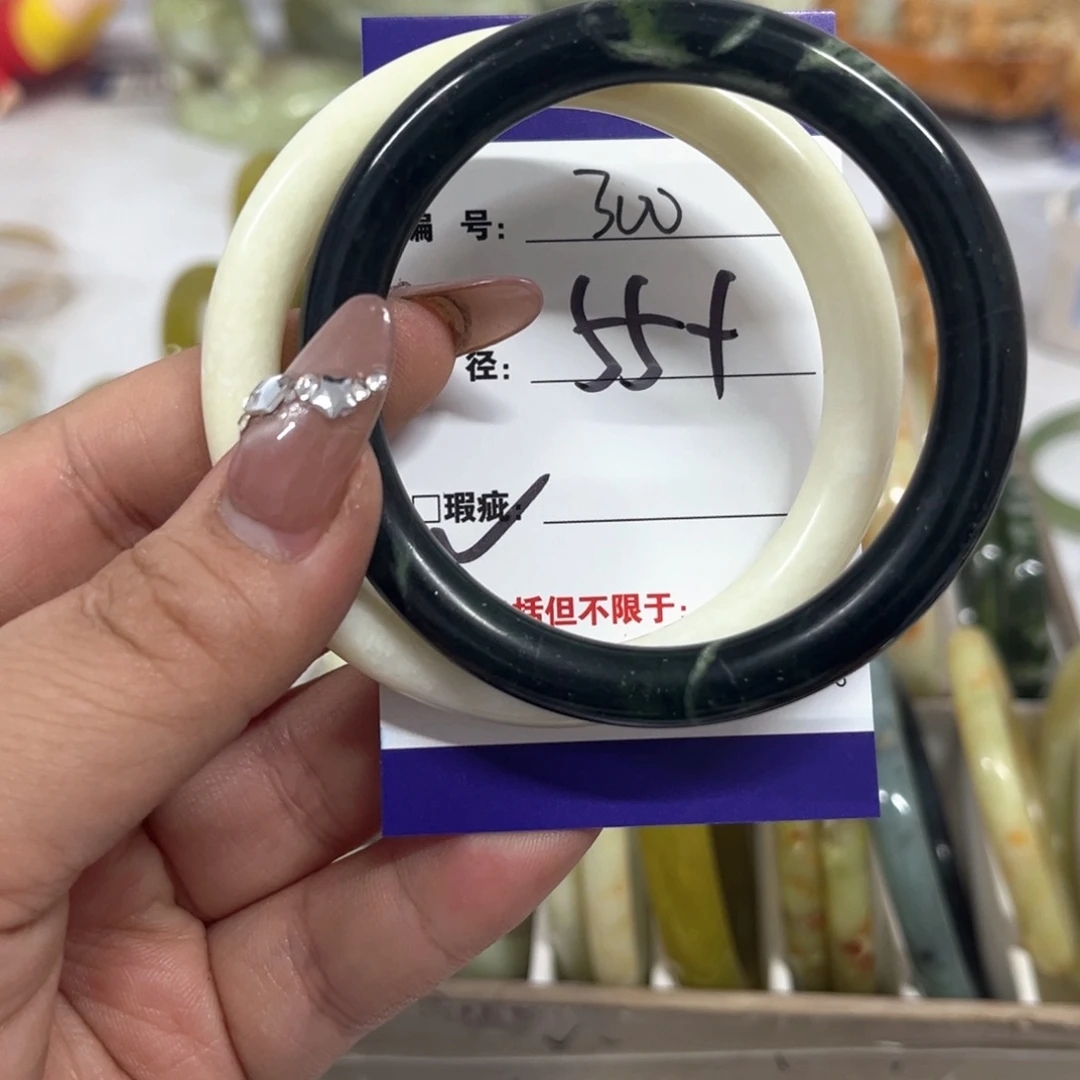 编 号: 300
径: 55+
□瑕疵: ✓
括但不限于: